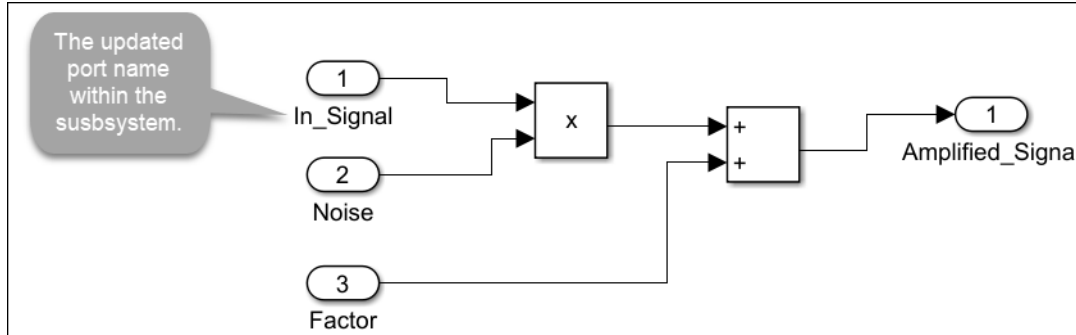 The updated
port name
within the
susbsystem.
1
In_Signal
x
2
Noise
+
+
1
Amplified_Signa
3
Factor